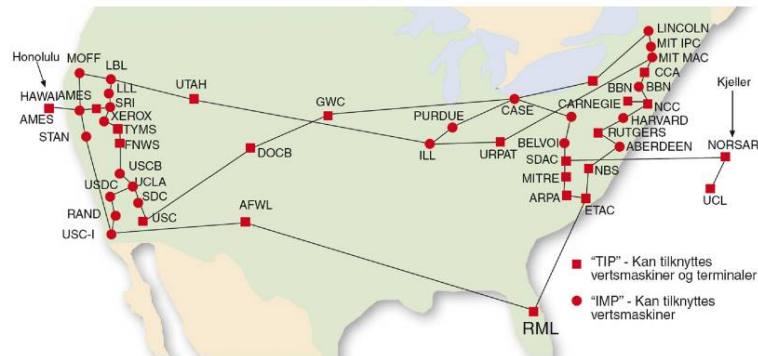 Honolulu
MOFF
LBL
HAWAI
AMES
AMES
LLL
SRI
XEROX
STAN
TYMS
FNWS
UTAH
GWC
DOCB
USCB
UCLA
USDC
SDC
RAND
USC
USC-I
AFWL
PURDUE
ILL
CASE
URPAT
CARNEGIE
BELVOI
SDAC
MITRE
ARPA
ETAC
NBS
RML
LINCOLN
MIT IPC
MIT MAC
CCA
BBN
BBN
NCC
HARVARD
RUTGERS
ABERDEEN
Kjeller
NORSAR
UCL
"TIP" - Kan tilknyttes
vertsmaskiner og terminaler
"IMP" - Kan tilknyttes
vertsmaskiner